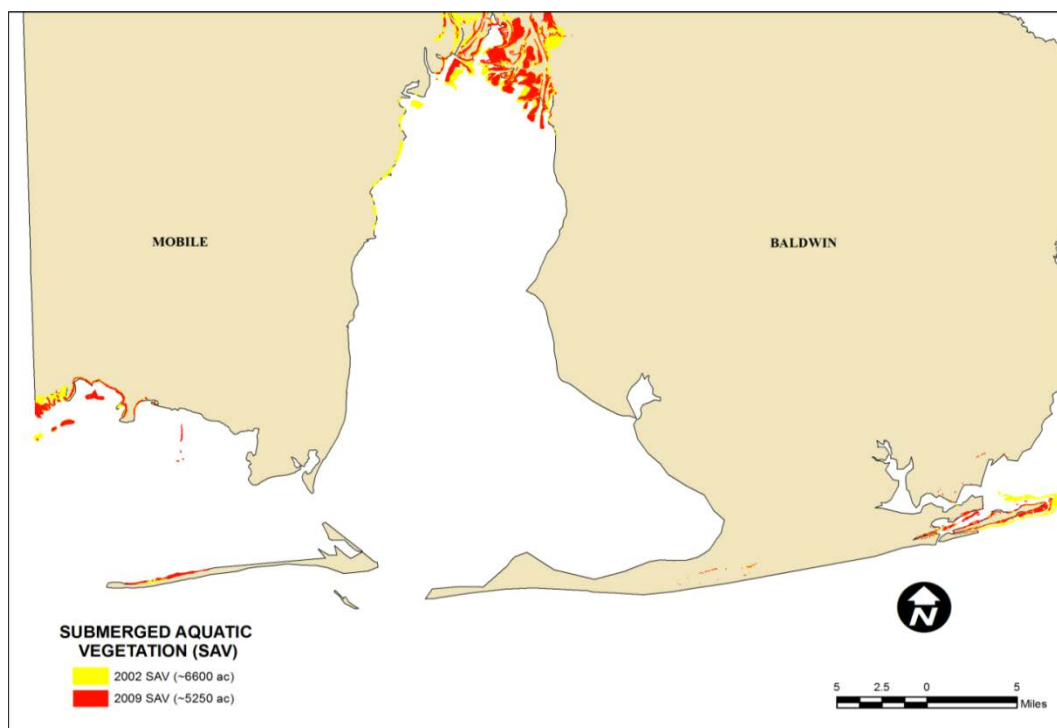 MOBILE
BALDWIN
SUBMERGED AQUATIC
VEGETATION (SAV)
2002 SAV (~6600 ac)
2009 SAV (~5250 ac)
N
5 2.5 0 5
Miles